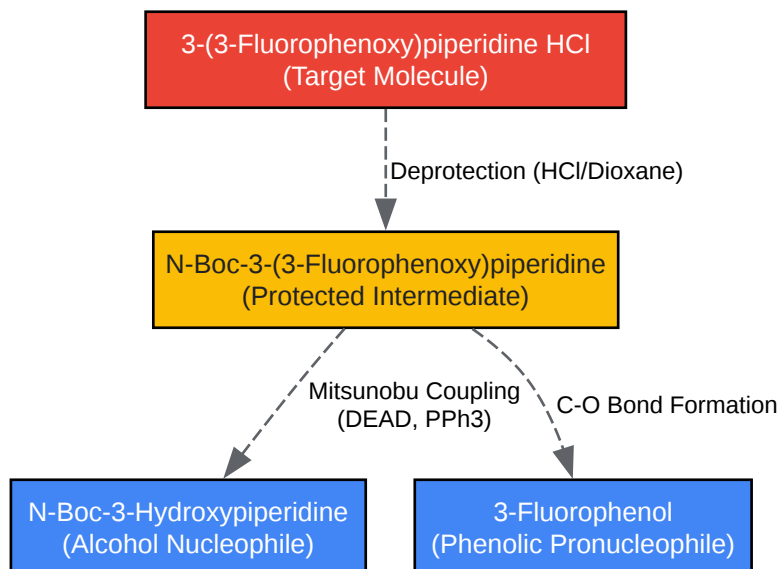 3-(3-Fluorophenoxy)piperidine HCl
(Target Molecule)
Deprotection (HCl/Dioxane)
N-Boc-3-(3-Fluorophenoxy)piperidine
(Protected Intermediate)
Mitsunobu Coupling
(DEAD, PPh3)
C-O Bond Formation
N-Boc-3-Hydroxypiperidine
(Alcohol Nucleophile)
3-Fluorophenol
(Phenolic Pronucleophile)